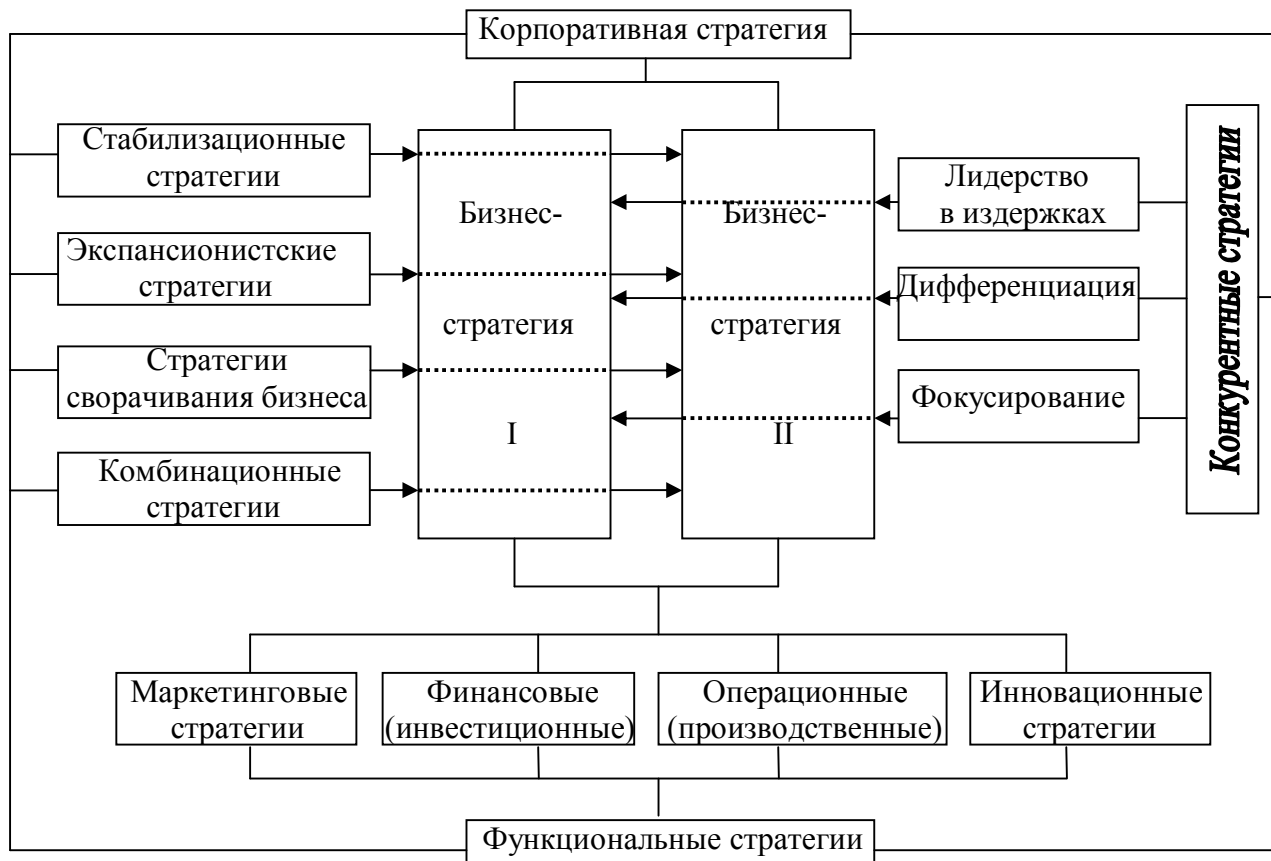 Корпоративная стратегия
Стабилизационные
стратегии
Экспансионистские
стратегии
Стратегии
сворачивания бизнеса
Комбинационные
стратегии
Бизнес-
стратегия
I
Бизнес-
стратегия
II
Лидерство
в издержках
Дифференциация
Фокусирование
Конкурентные стратегии
Маркетинговые
стратегии
Финансовые
(инвестиционные)
Операционные
(производственные)
Инновационные
стратегии
Функциональные стратегии